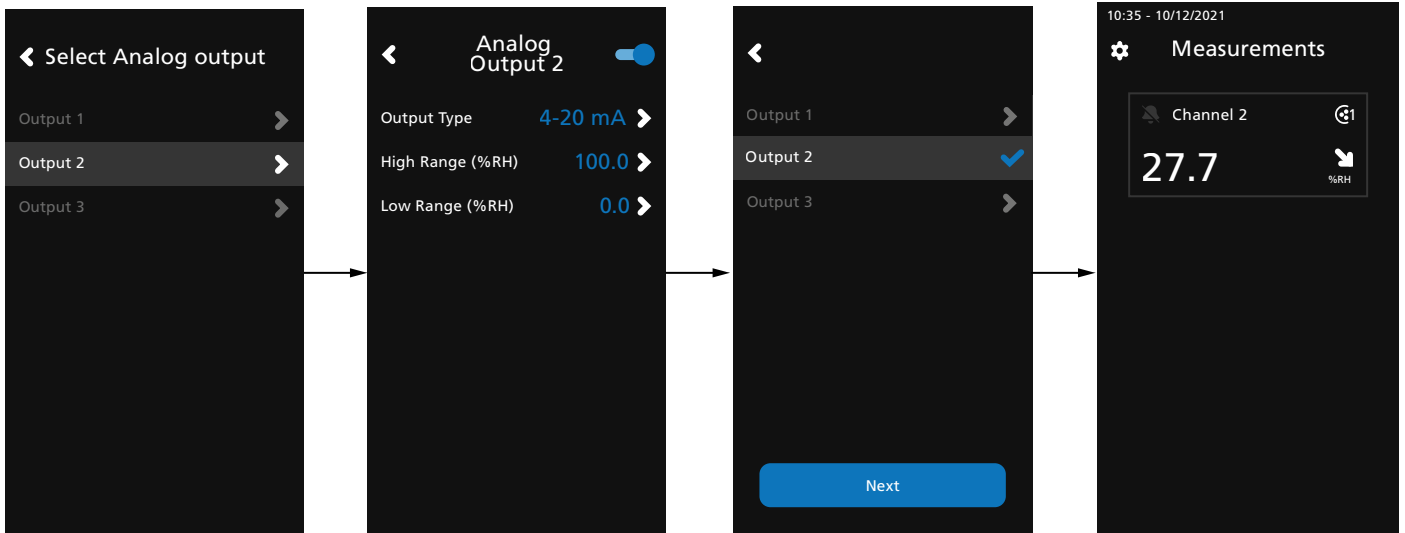 Select Analog output
Output 1
Output 2
Output 3
Analog
Output 2
Output Type 4-20 mA
High Range (%RH) 100.0
Low Range (%RH) 0.0
Output 1
Output 2
Output 3
Next
10:35 - 10/12/2021
Measurements
Channel 2 1
27.7 %RH